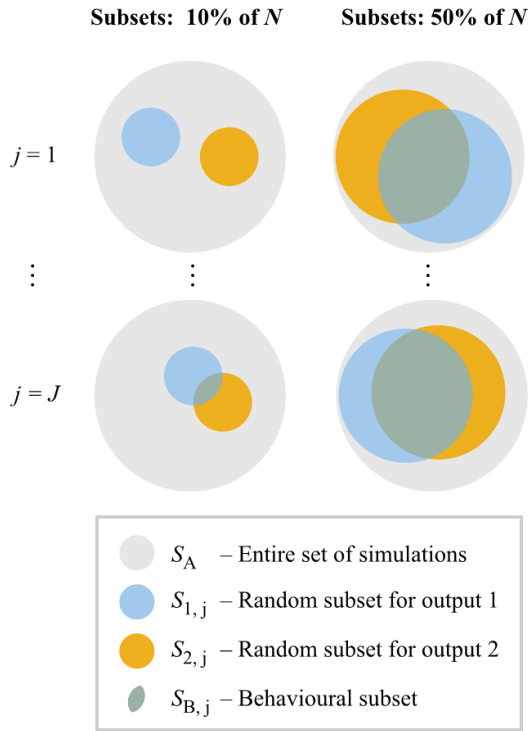 Subsets: 10% of N
Subsets: 50% of N
j = 1
⋮ ⋮ ⋮
j = J
S_A – Entire set of simulations
S_1, j – Random subset for output 1
S_2, j – Random subset for output 2
S_B, j – Behavioural subset